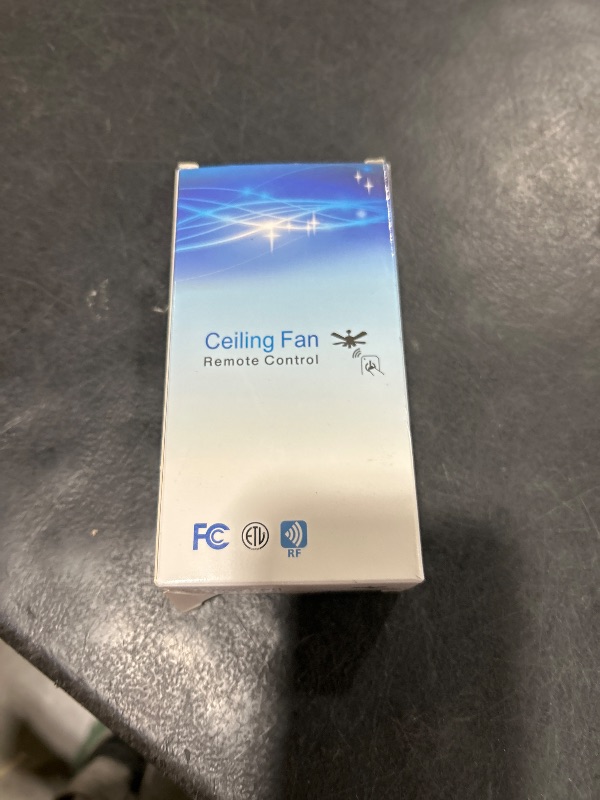 Ceiling Fan
Remote Control
FC
ETL
RF